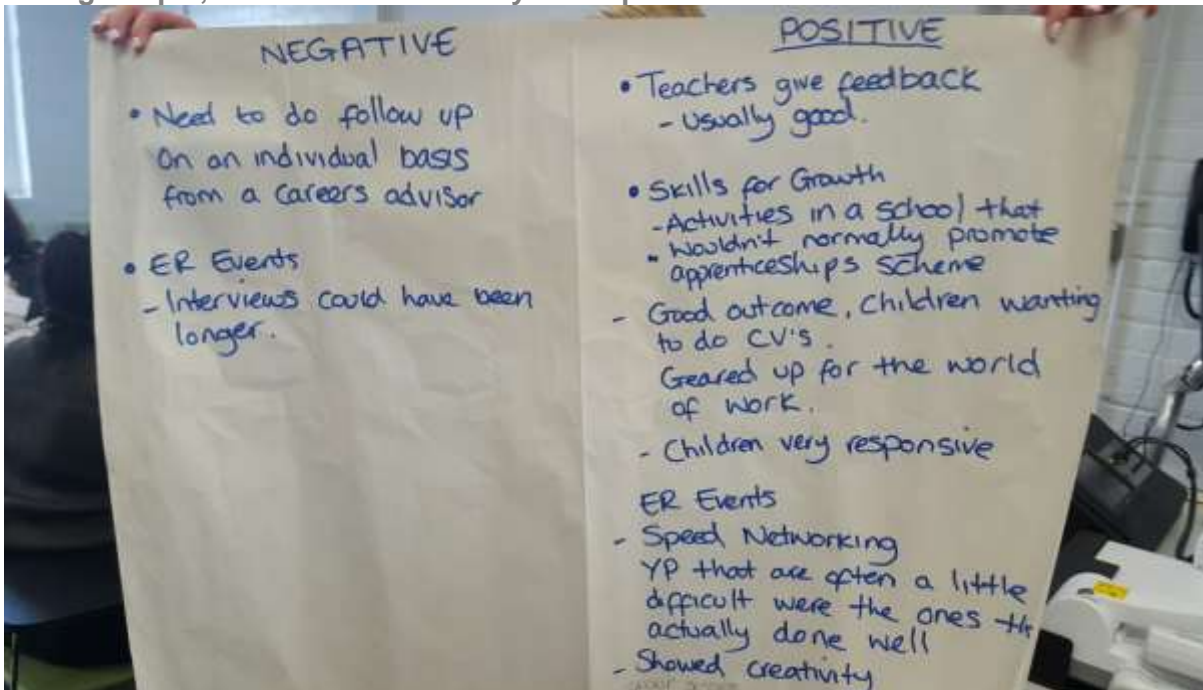 NEGATIVE
• Need to do follow up
on an individual basis
from a careers advisor
• ER Events
- Interviews could have been
longer.
POSITIVE
• Teachers give feedback
- Usually good.
• Skills for Growth
- Activities in a school that
- wouldn't normally promote
apprenticeships scheme
- Good outcome, Children wanting
to do CV's.
Geared up for the world
of work.
- Children very responsive
ER Events
- Speed Networking
YP that are often a little
difficult were the ones
actually done well
- Showed creativity